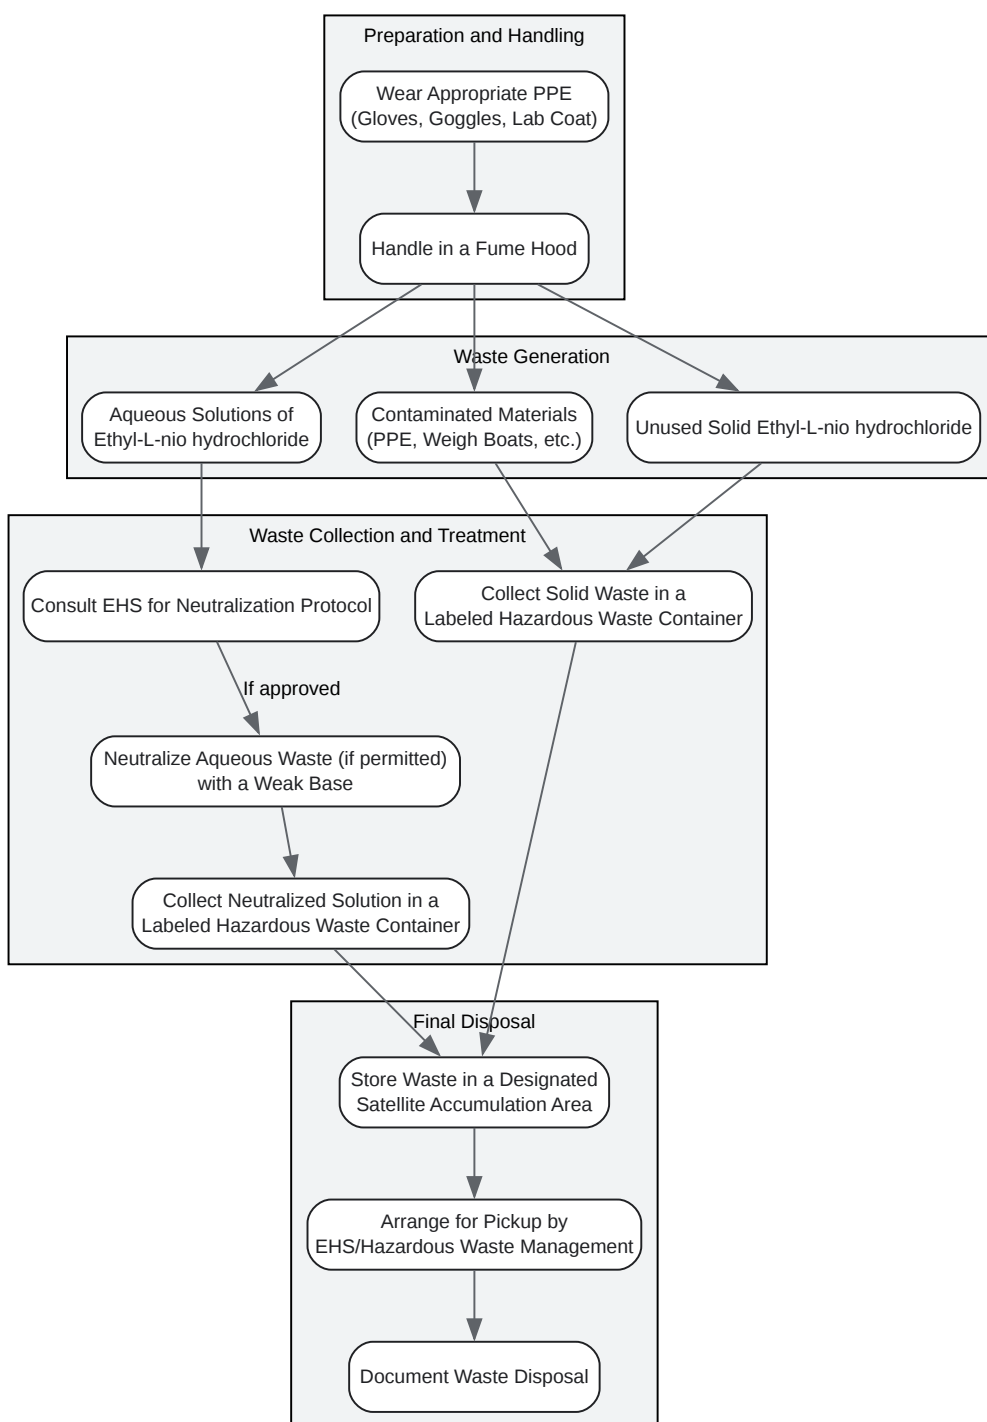 Preparation and Handling
Wear Appropriate PPE
(Gloves, Goggles, Lab Coat)
Handle in a Fume Hood
Waste Generation
Aqueous Solutions of
Ethyl-L-nio hydrochloride
Contaminated Materials
(PPE, Weigh Boats, etc.)
Unused Solid Ethyl-L-nio hydrochloride
Waste Collection and Treatment
Consult EHS for Neutralization Protocol
Collect Solid Waste in a
Labeled Hazardous Waste Container
If approved
Neutralize Aqueous Waste (if permitted)
with a Weak Base
Collect Neutralized Solution in a
Labeled Hazardous Waste Container
Final Disposal
Store Waste in a Designated
Satellite Accumulation Area
Arrange for Pickup by
EHS/Hazardous Waste Management
Document Waste Disposal